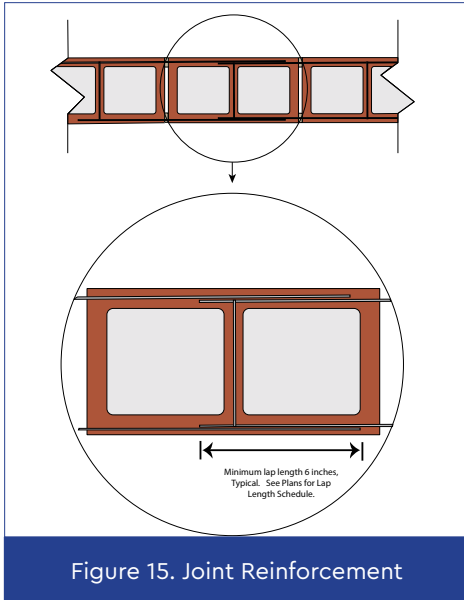 Minimum lap length 6 inches,
Typical. See Plans for Lap
Length Schedule.
Figure 15. Joint Reinforcement